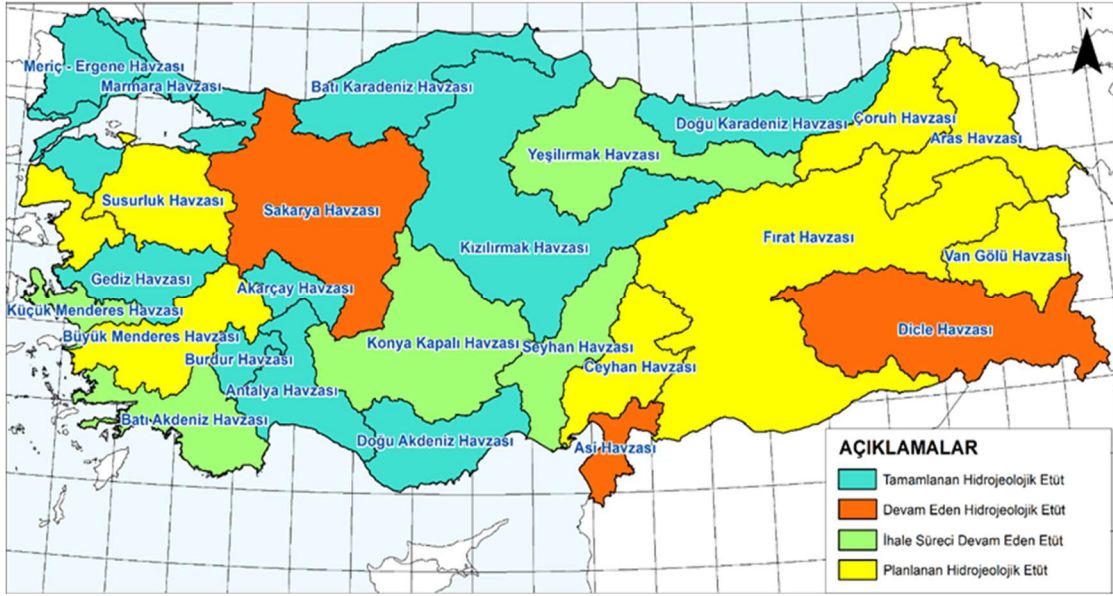 N
Meriç - Ergene Havzası
Marmara Havzası
Batı Karadeniz Havzası
Doğu Karadeniz Havzası
Çoruh Havzası
Aras Havzası
Yeşilırmak Havzası
Susurluk Havzası
Sakarya Havzası
Kızılırmak Havzası
Fırat Havzası
Van Gölü Havzası
Gediz Havzası
Akarçay Havzası
Küçük Menderes Havzası
Büyük Menderes Havzası
Dicle Havzası
Burdur Havzası
Konya Kapalı Havzası
Seyhan Havzası
Ceyhan Havzası
Antalya Havzası
Batı Akdeniz Havzası
Doğu Akdeniz Havzası
Asi Havzası
AÇIKLAMALAR
Tamamlanan Hidrojeolojik Etüt
Devam Eden Hidrojeolojik Etüt
İhale Süreci Devam Eden Etüt
Planlanan Hidrojeolojik Etüt